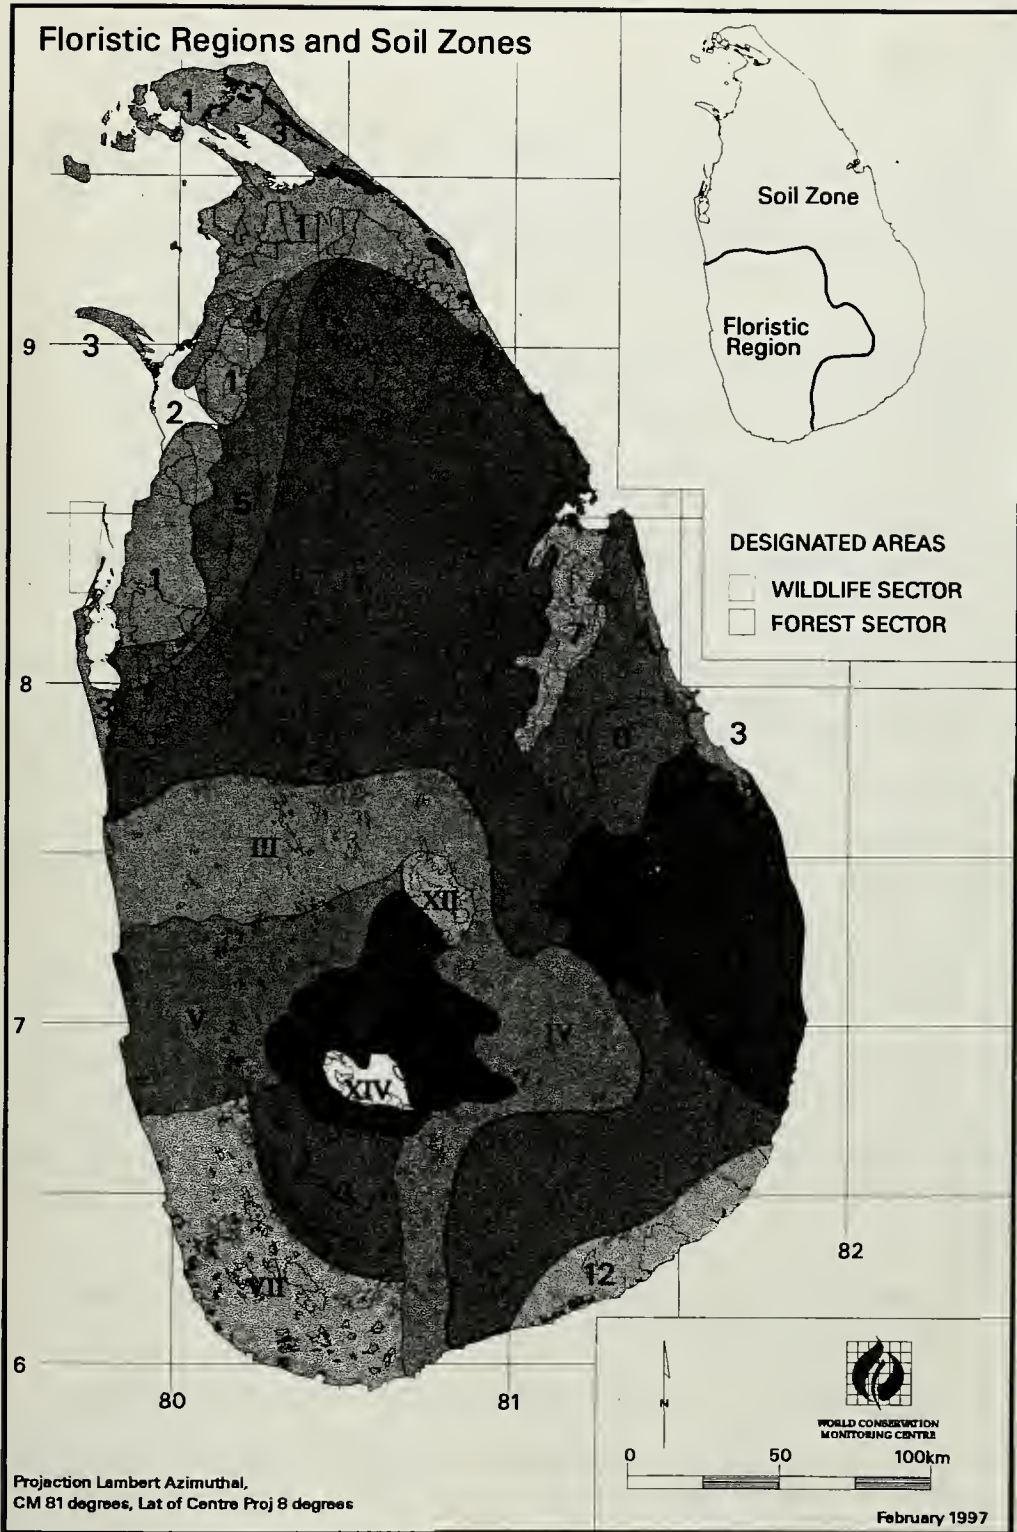 Floristic Regions and Soil Zones
Soil Zone
Floristic
Region
DESIGNATED AREAS
WILDLIFE SECTOR
FOREST SECTOR
1
3
1
4
9
3
1
2
5
1
7
8
3
3
III
XII
7
V
IV
XIV
VII
12
82
6
80
81
N
WORLD CONSERVATION
MONITORING CENTRE
0 50 100km
Projection Lambert Azimuthal,
CM 81 degrees, Lat of Centre Proj 8 degrees
February 1997